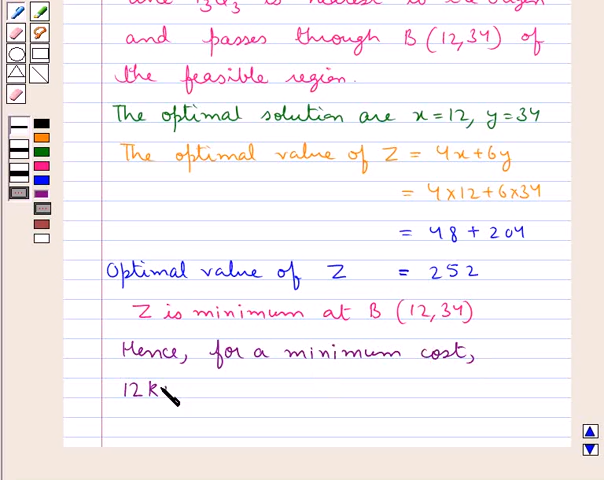 and passes through B (12,34) of
the feasible region.
The optimal solution are x=12, y=34
The optimal value of Z = 4x+6y
= 4×12+6×34
= 48 + 204
Optimal value of Z = 252
Z is minimum at B (12,34)
Hence, for a minimum cost,
12 k